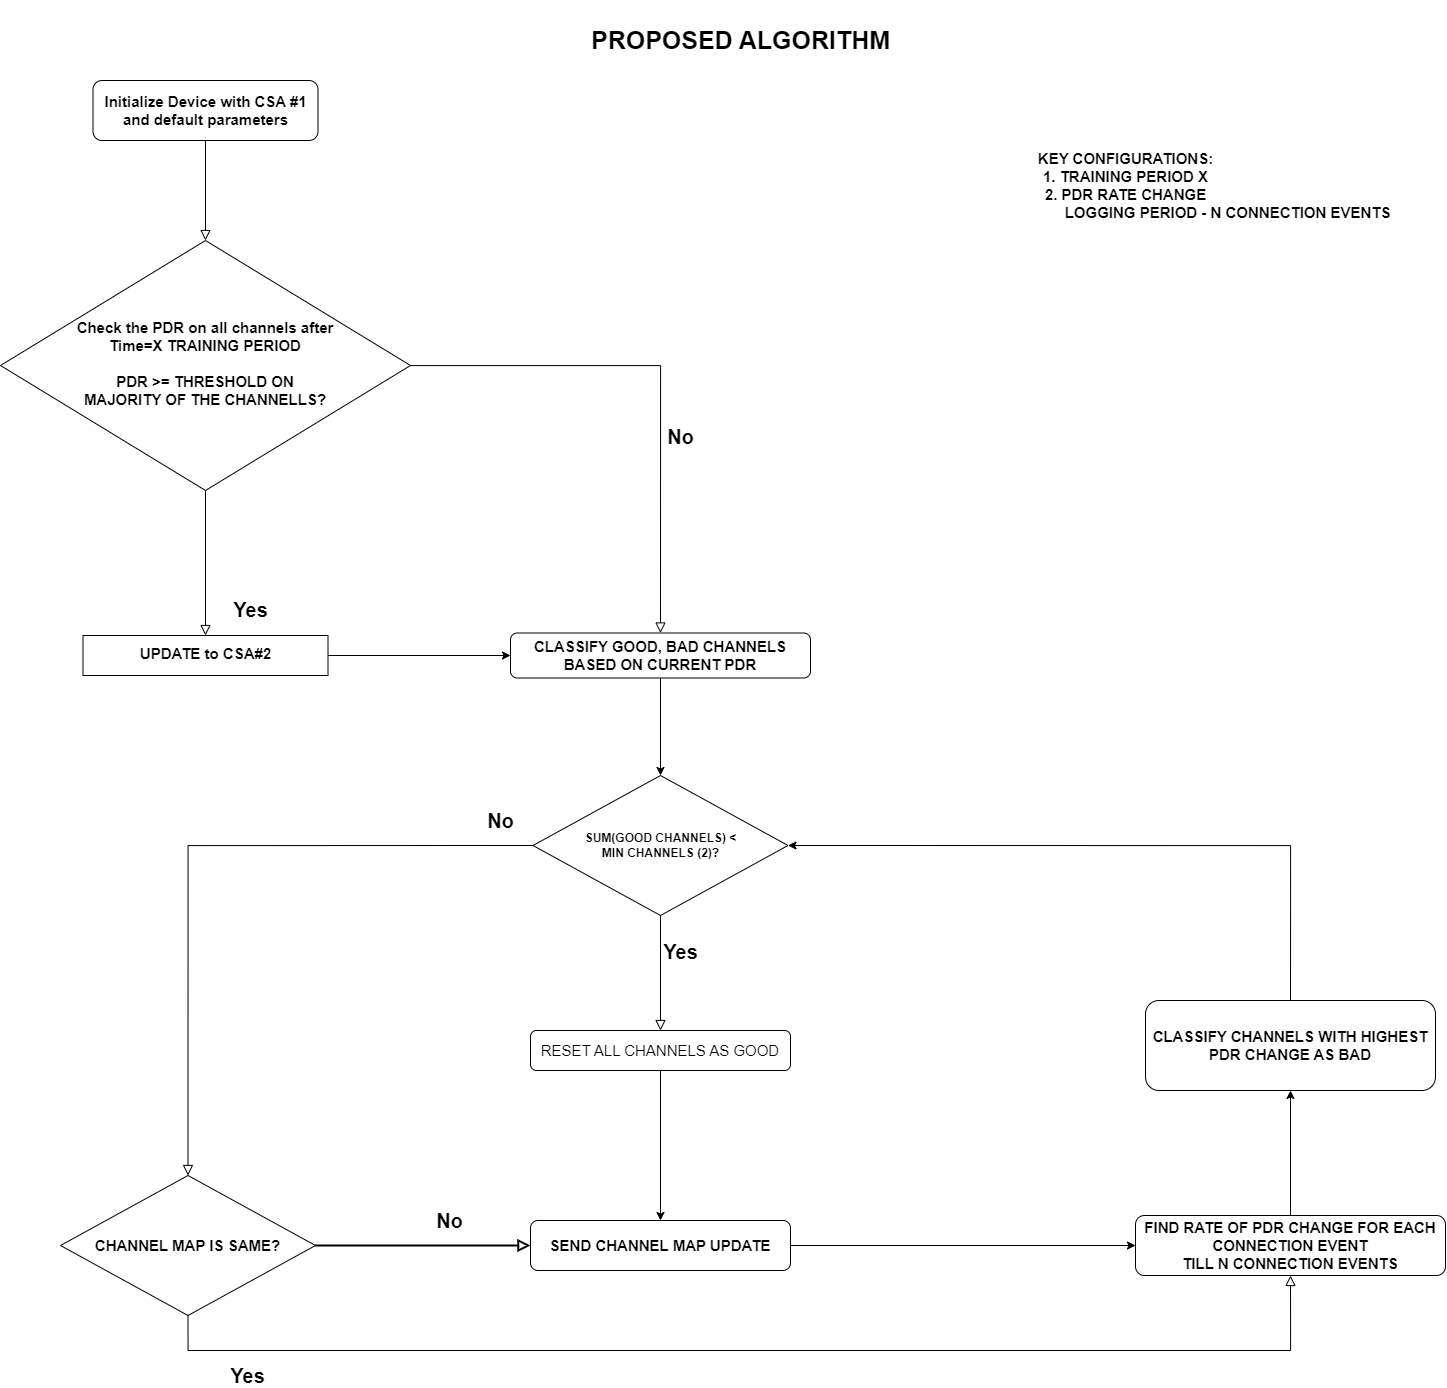 PROPOSED ALGORITHM
Initialize Device with CSA #1
and default parameters
KEY CONFIGURATIONS:
1. TRAINING PERIOD X
2. PDR RATE CHANGE
LOGGING PERIOD - N CONNECTION EVENTS
Check the PDR on all channels after
Time=X TRAINING PERIOD
PDR >= THRESHOLD ON
MAJORITY OF THE CHANNELLS?
No
Yes
UPDATE to CSA#2
CLASSIFY GOOD, BAD CHANNELS
BASED ON CURRENT PDR
No
SUM(GOOD CHANNELS) <
MIN CHANNELS (2)?
Yes
RESET ALL CHANNELS AS GOOD
CLASSIFY CHANNELS WITH HIGHEST
PDR CHANGE AS BAD
CHANNEL MAP IS SAME?
No
SEND CHANNEL MAP UPDATE
FIND RATE OF PDR CHANGE FOR EACH
CONNECTION EVENT
TILL N CONNECTION EVENTS
Yes